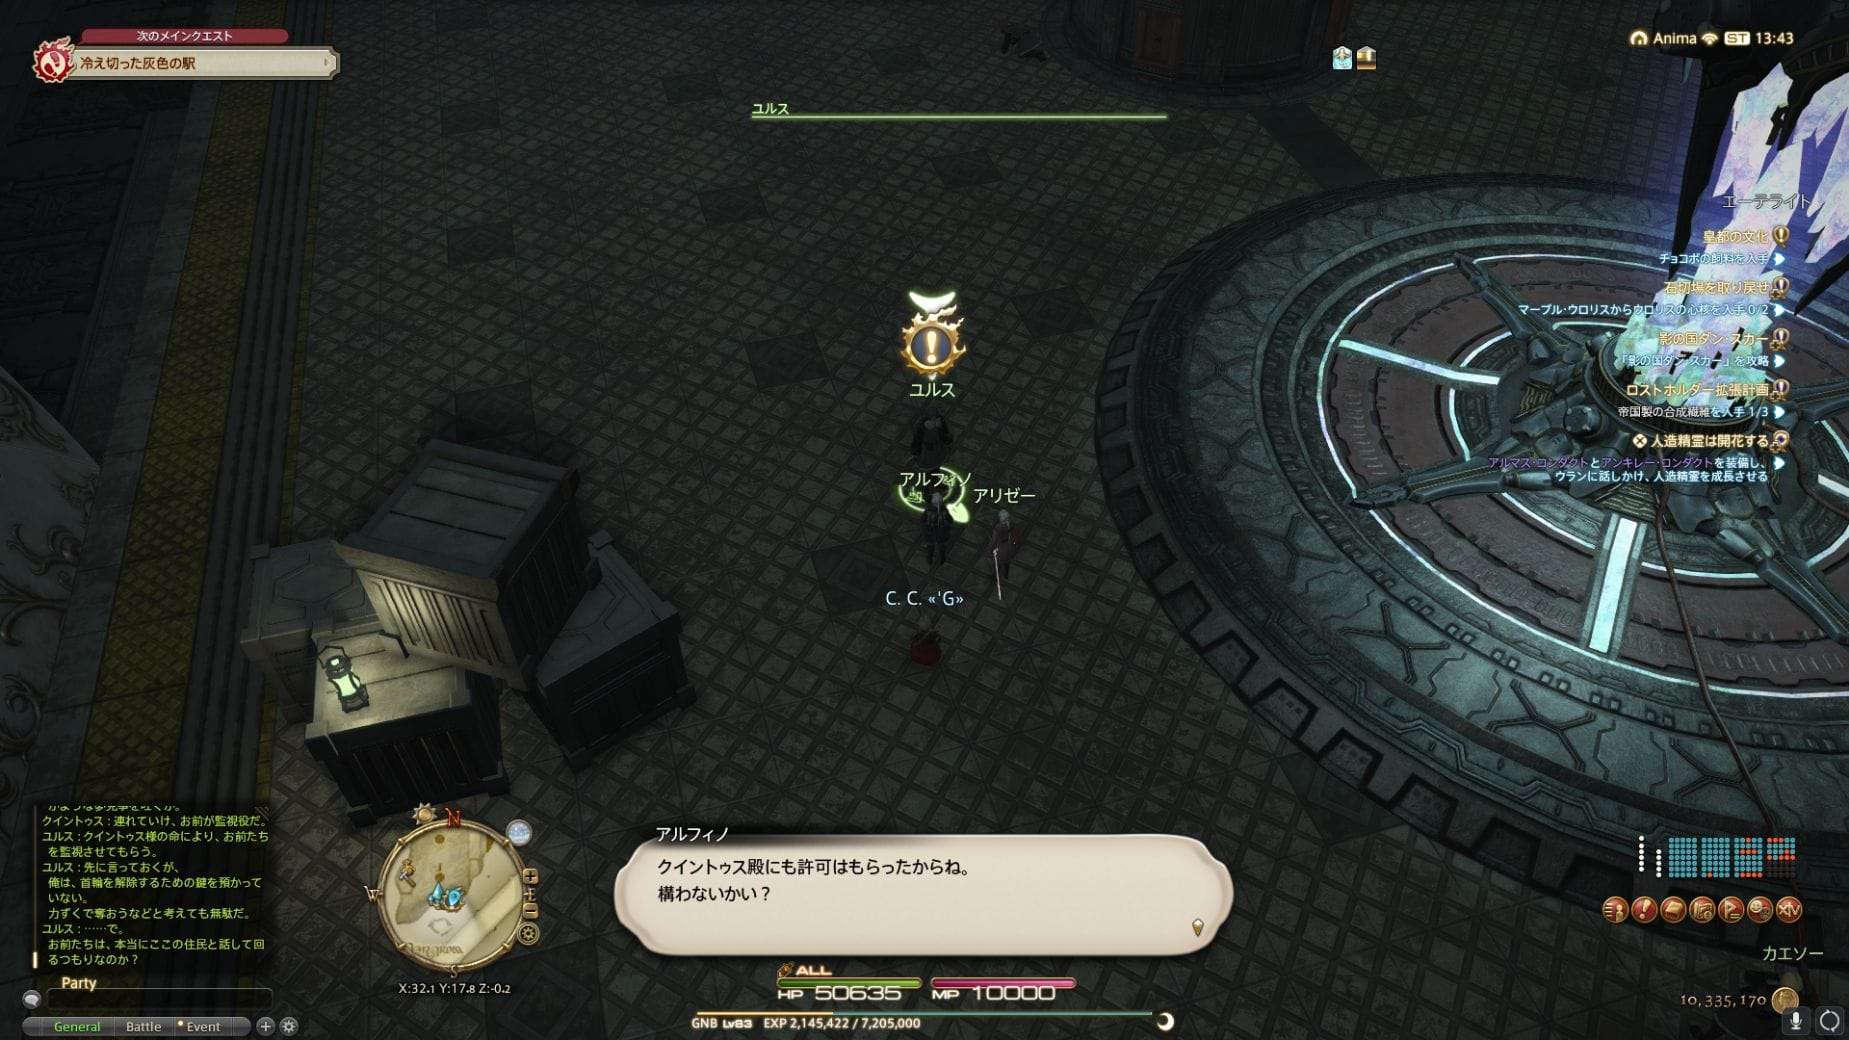 次のメインクエスト
冷え切った灰色の駅
Anima ST 13:43
ユルス
エーテライト
皇都の文化
チョコボの飼料を入手
石切場を取り戻せ
マーブル・ウロリスからウロリスの心核を入手 0/2
影の国ダン・スカー
「影の国ダン・スカー」を攻略
ロストホルダー拡張計画
帝国製の合成繊維を入手 1/3
人造精霊は開花する
アルマス・コンダクトとアンキレー・コンダクトを装備し、
ウランに話しかけ、人造精霊を成長させる
ユルス
アルフィノ
アリゼー
C. C. «'G»
クイントゥス : 連れていけ、お前が監視役だ。
ユルス : クイントゥス様の命により、お前たち
を監視させてもらう。
ユルス : 先に言っておくが、
俺は、首輪を解除するための鍵を預かって
いない。
力ずくで奪おうなどと考えても無駄だ。
ユルス : ……で。
お前たちは、本当にここの住民と話して回
るつもりなのか？
Party
General Battle Event
N
W
S
X:32.1 Y:17.8 Z:-0.2
アルフィノ
クイントゥス殿にも許可はもらったからね。
構わないかい？
ALL
HP 50635 MP 10000
GNB Lv83 EXP 2,145,422 / 7,205,000
XIV
カエソー
10,335,170